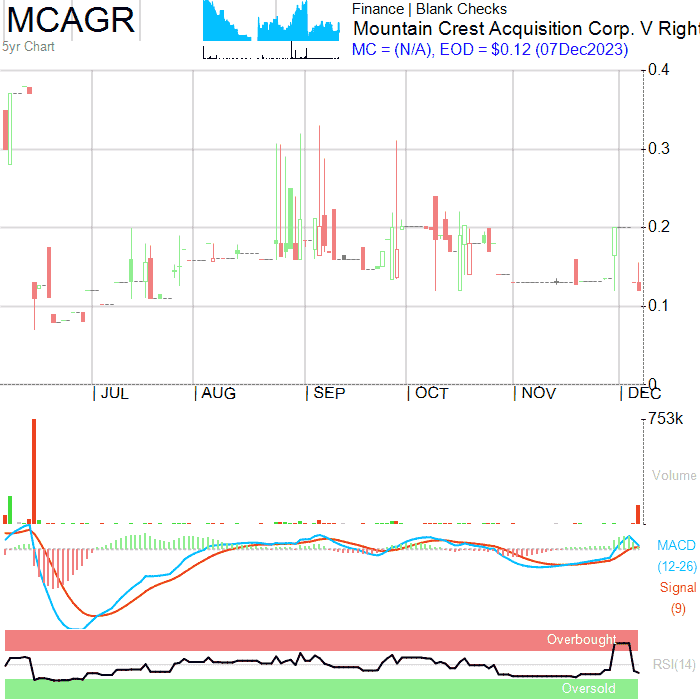 MCAGR
5yr Chart
Finance | Blank Checks
Mountain Crest Acquisition Corp. V Right
MC = (N/A), EOD = $0.12 (07Dec2023)
0.4
0.3
0.2
0.1
0
| JUL | AUG | SEP | OCT | NOV | DEC
753k
Volume
MACD
(12-26)
Signal
(9)
Overbought
RSI(14)
Oversold